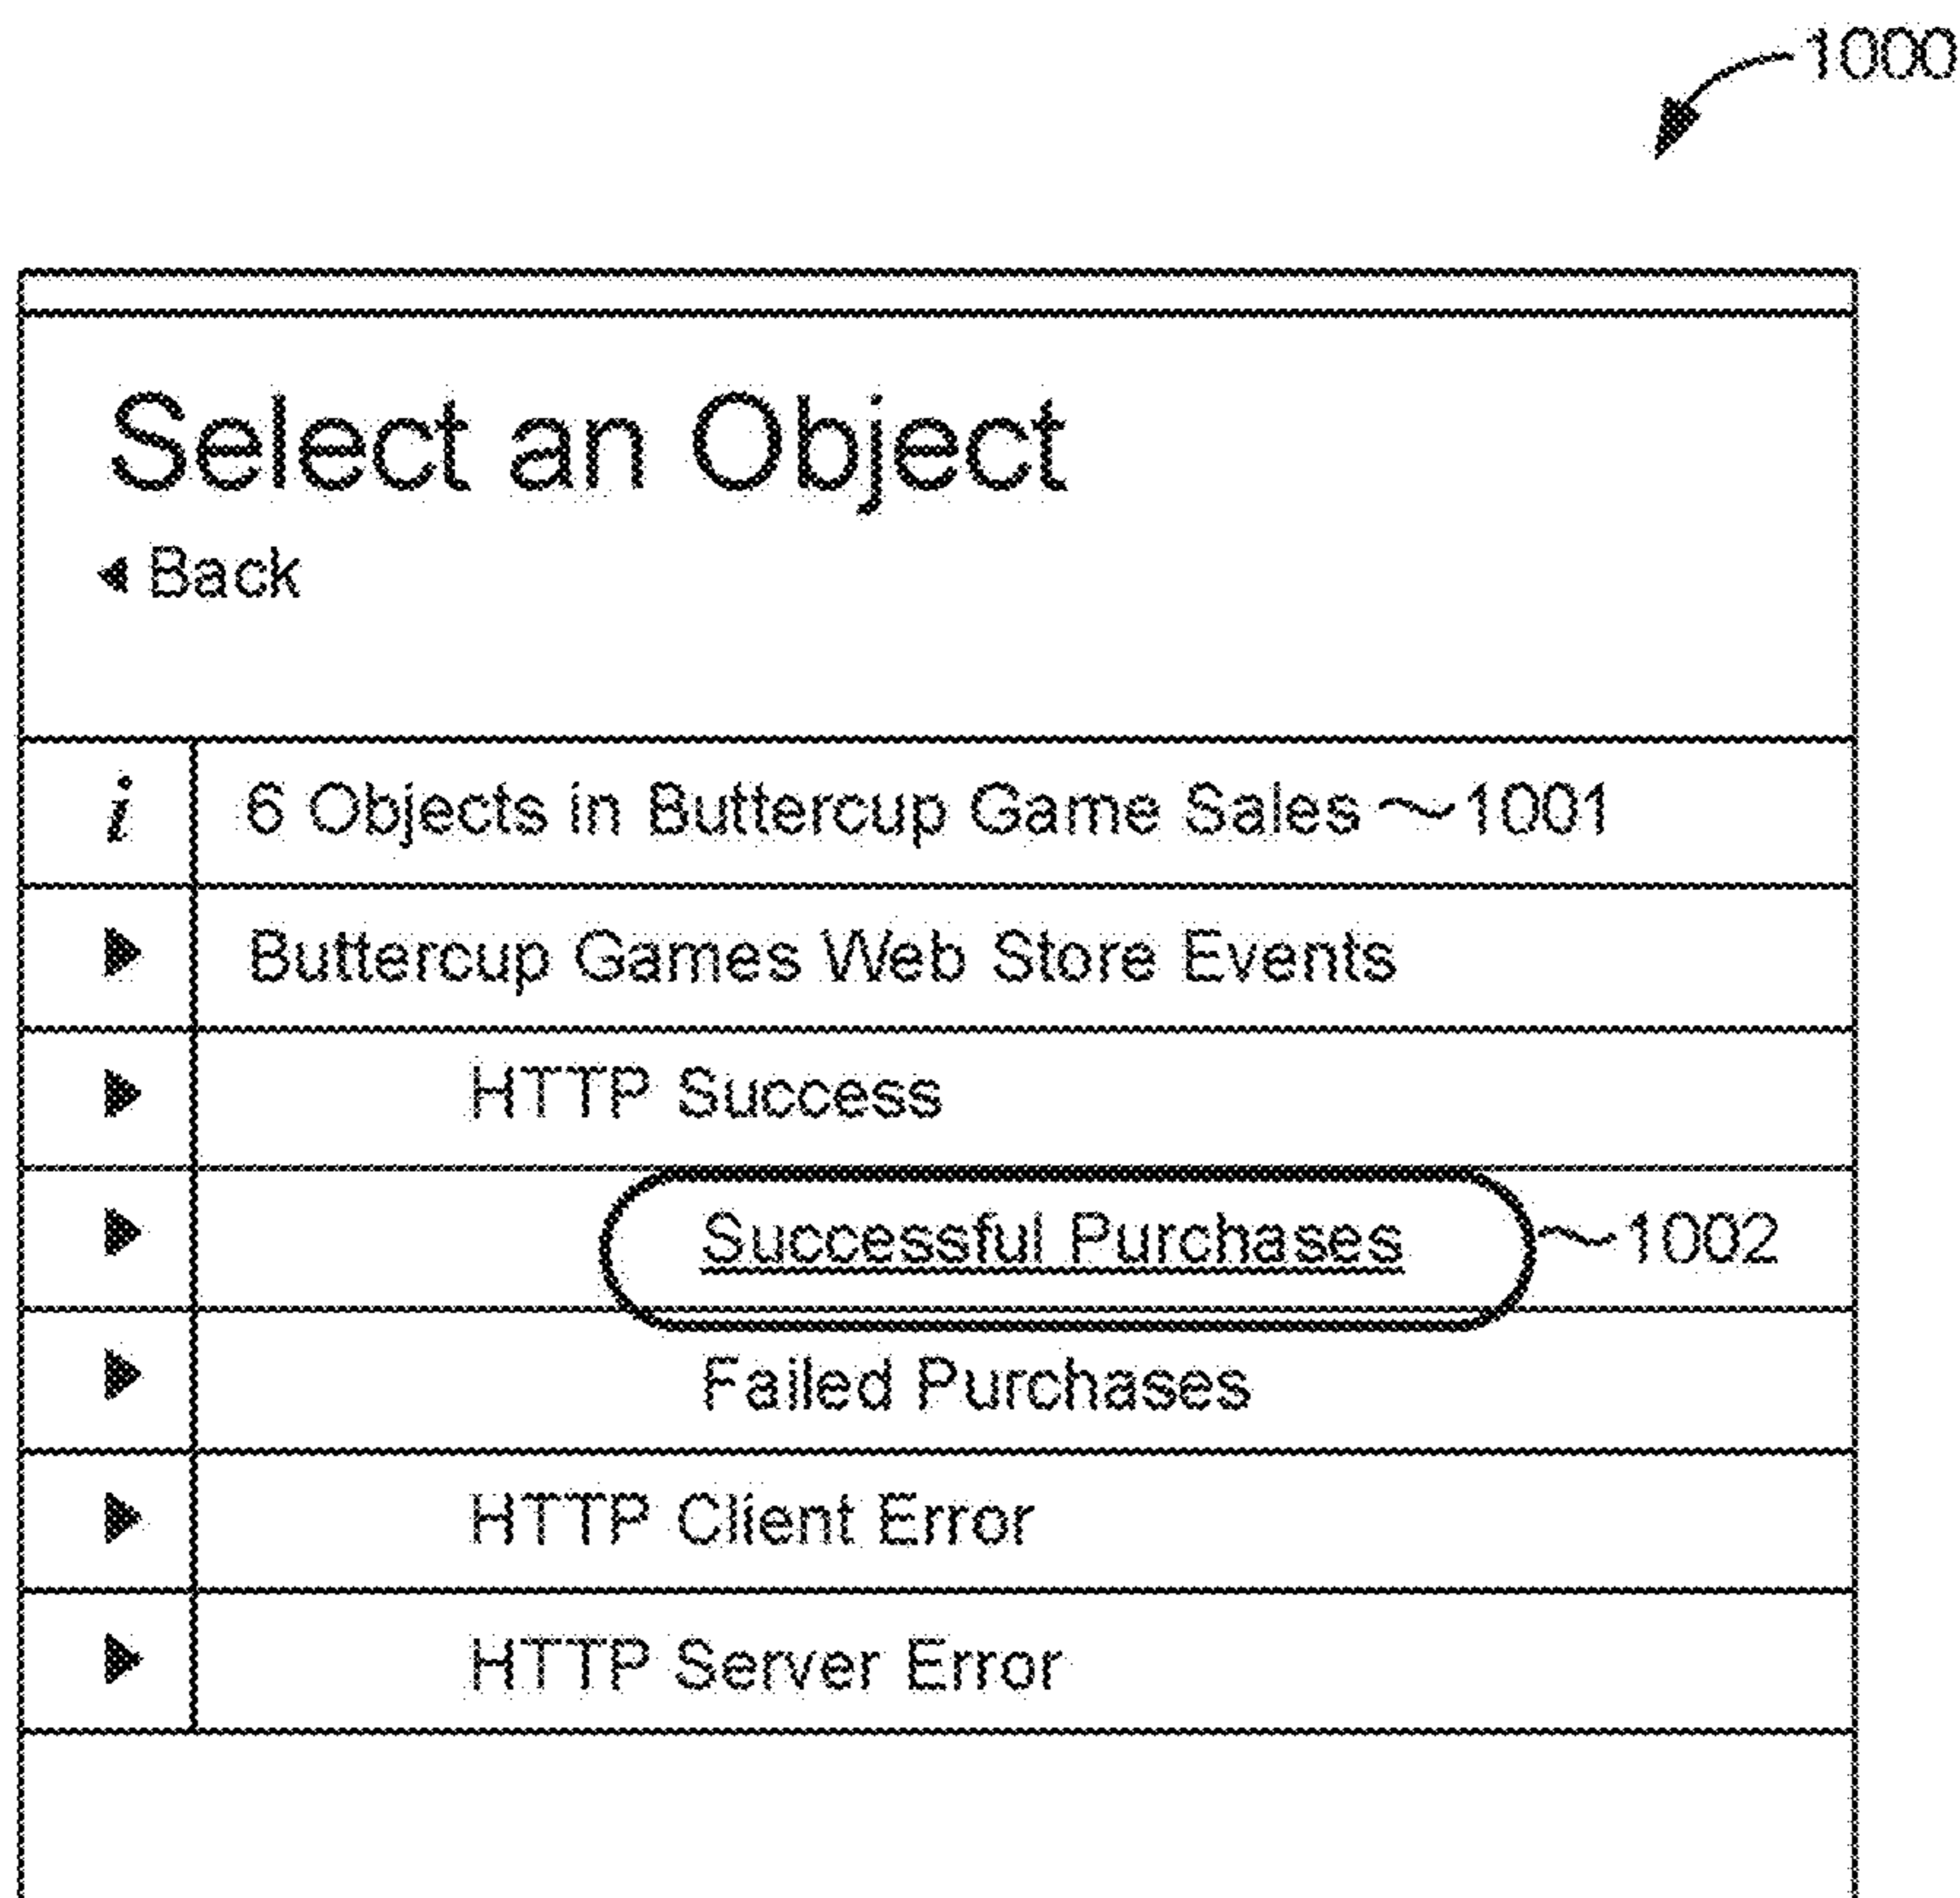 1000
Select an Object
Back
i 6 Objects in Buttercup Game Sales 1001
Buttercup Games Web Store Events
HTTP Success
Successful Purchases 1002
Failed Purchases
HTTP Client Error
HTTP Server Error